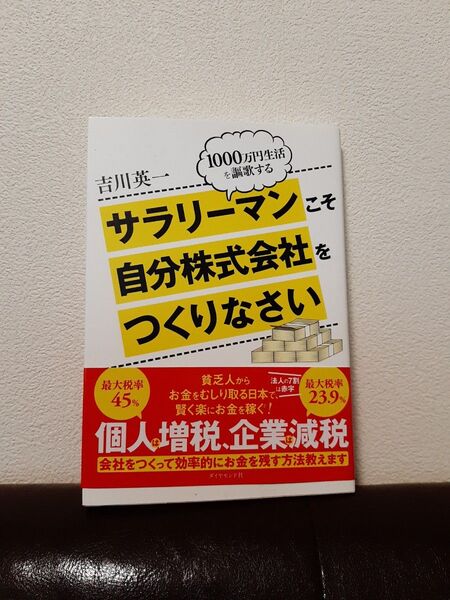 1000万円生活
を謳歌する
吉川英一
サラリーマンこそ
自分株式会社を
つくりなさい
最大税率
45%
貧乏人から
お金をむしり取る日本で、
賢く楽にお金を稼ぐ!
法人の7割
は赤字
最大税率
23.9%
個人は増税、企業は減税
会社をつくって効率的にお金を残す方法教えます
ダイヤモンド社